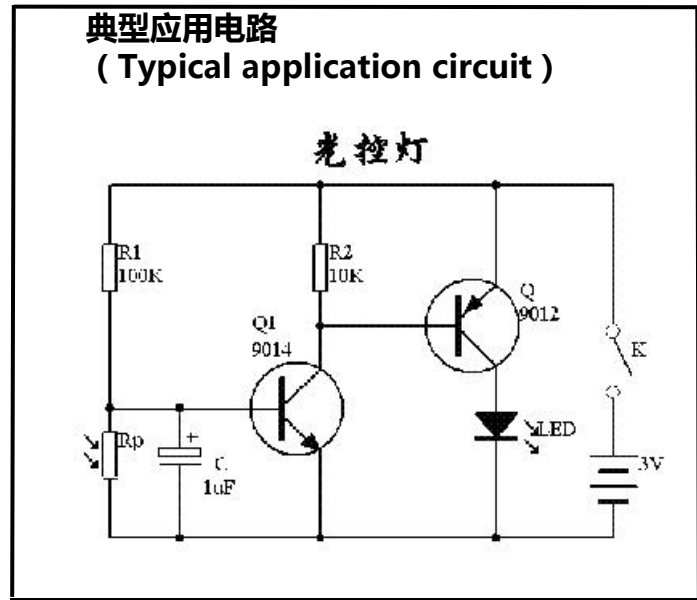 典型应用电路
（Typical application circuit）
光控灯
R1
100K
R2
10K
Q
9012
Q1
9014
K
Rp
+
C
1uF
LED
3V